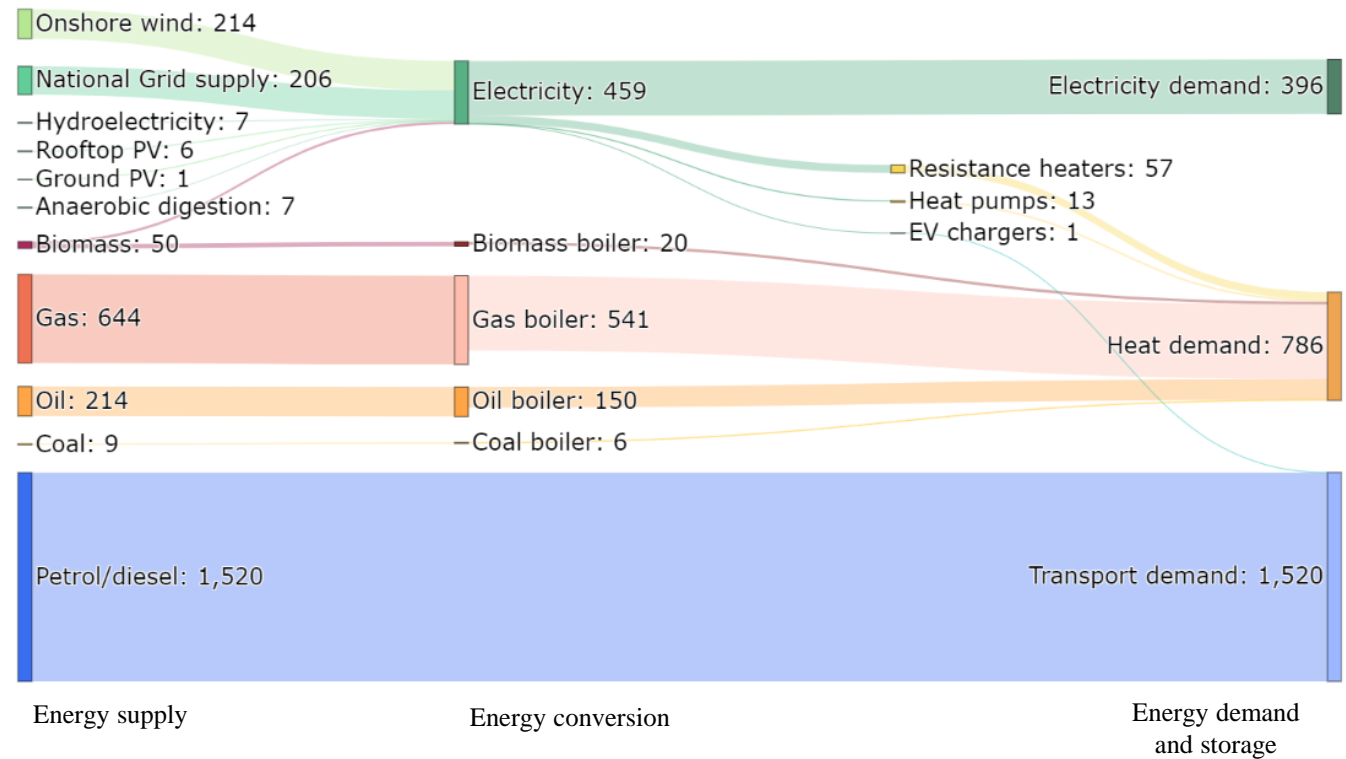 Onshore wind: 214
National Grid supply: 206
Hydroelectricity: 7
Rooftop PV: 6
Ground PV: 1
Anaerobic digestion: 7
Biomass: 50
Gas: 644
Oil: 214
Coal: 9
Petrol/diesel: 1,520
Electricity: 459
Biomass boiler: 20
Gas boiler: 541
Oil boiler: 150
Coal boiler: 6
Resistance heaters: 57
Heat pumps: 13
EV chargers: 1
Electricity demand: 396
Heat demand: 786
Transport demand: 1,520
Energy supply
Energy conversion
Energy demand
and storage